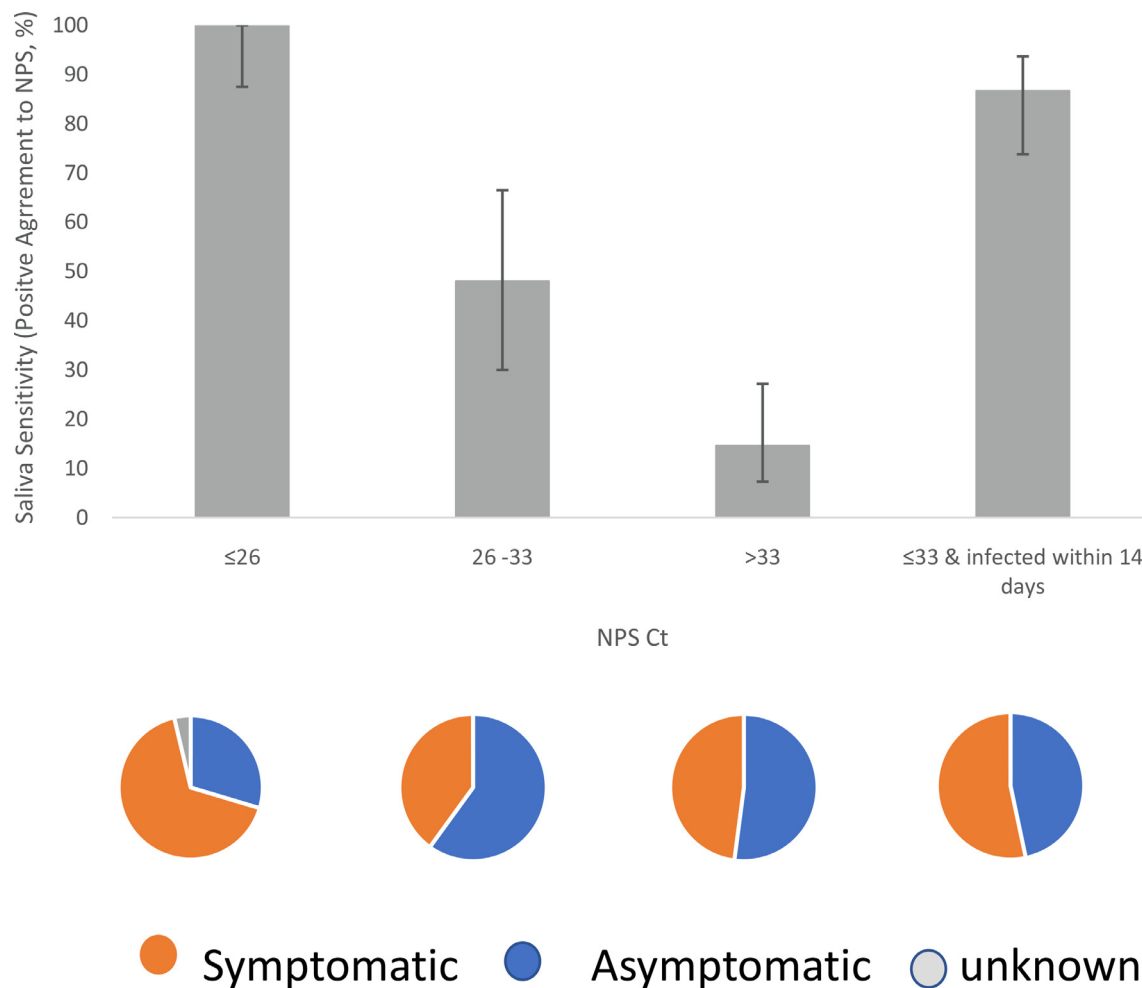 Saliva Sensitivity (Positve Agrrement to NPS, %)
100
90
80
70
60
50
40
30
20
10
0
≤26
26 -33
>33
≤33 & infected within 14
days
NPS Ct
Symptomatic
Asymptomatic
unknown